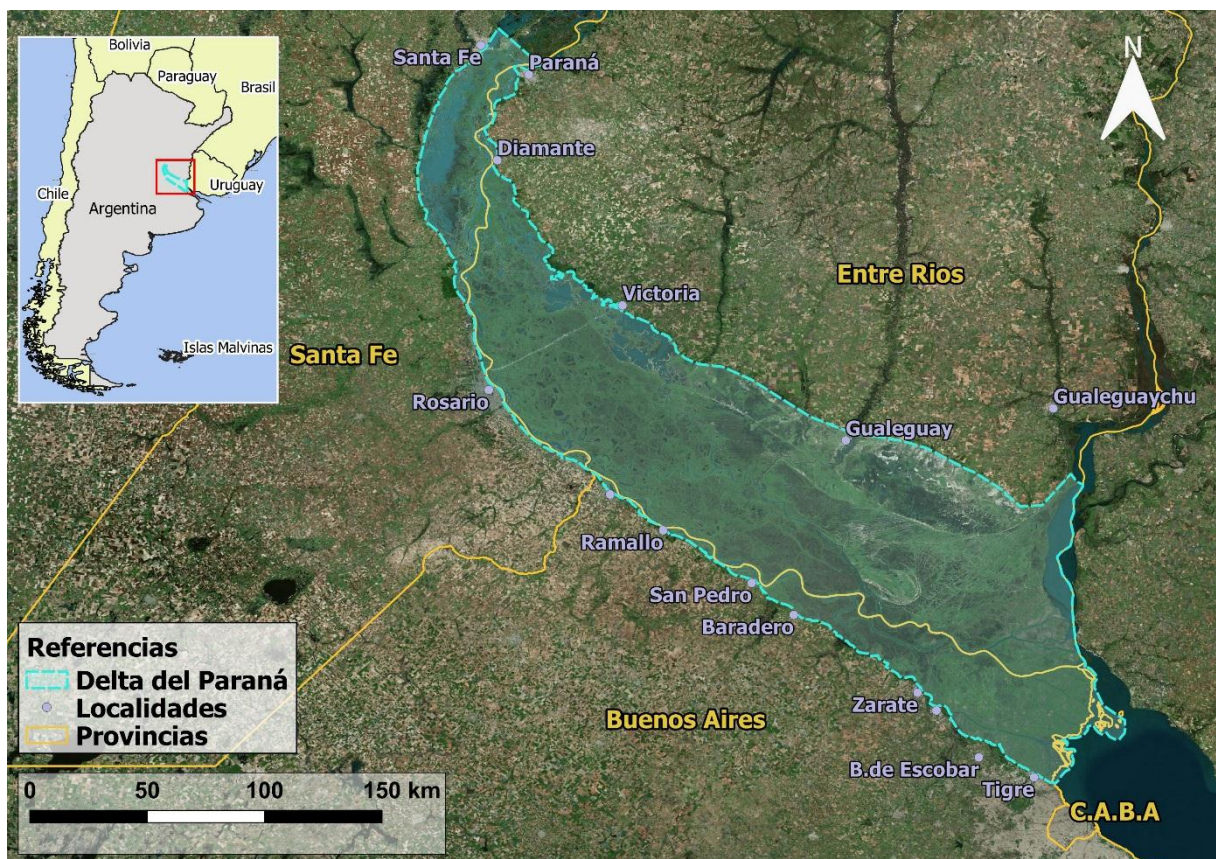 Bolivia
Paraguay
Brasil
Chile
Uruguay
Argentina
Islas Malvinas
N
Santa Fe
Paraná
Diamante
Entre Rios
Victoria
Santa Fe
Rosario
Gualeguaychu
Gualeguay
Ramallo
San Pedro
Baradero
Zarate
Buenos Aires
B.de Escobar
Tigre
C.A.B.A
Referencias
Delta del Paraná
Localidades
Provincias
0 50 100 150 km